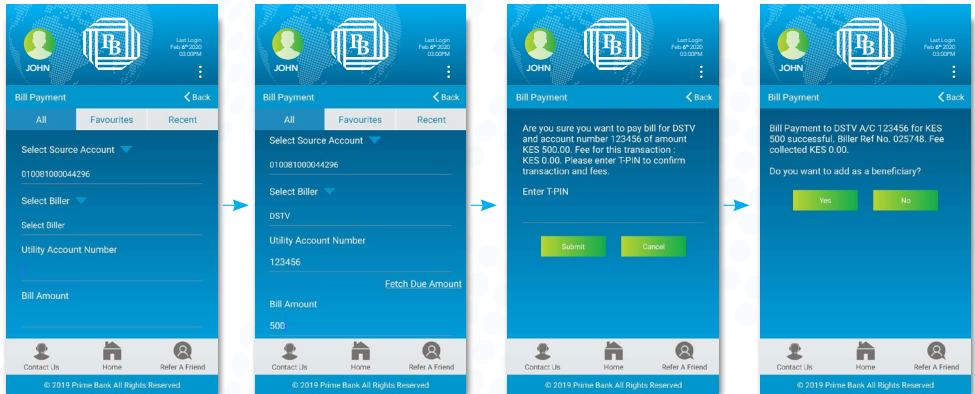 PB
Last Login
Feb 6th 2020
03:00PM
JOHN
Bill Payment
Back
All
Favourites
Recent
Select Source Account
010081000044296
Select Biller
Select Biller
Utility Account Number
Bill Amount
Contact Us
Home
Refer A Friend
© 2019 Prime Bank All Rights Reserved
PB
Last Login
Feb 6th 2020
03:00PM
JOHN
Bill Payment
Back
All
Favourites
Recent
Select Source Account
010081000044296
Select Biller
DSTV
Utility Account Number
123456
Fetch Due Amount
Bill Amount
500
Contact Us
Home
Refer A Friend
© 2019 Prime Bank All Rights Reserved
PB
Last Login
Feb 6th 2020
03:00PM
JOHN
Bill Payment
Back
Are you sure you want to pay bill for DSTV
and account number 123456 of amount
KES 500.00. Fee for this transaction :
KES 0.00. Please enter T-PIN to confirm
transaction and fees.
Enter T-PIN
Submit
Cancel
Contact Us
Home
Refer A Friend
© 2019 Prime Bank All Rights Reserved
PB
Last Login
Feb 6th 2020
03:00PM
JOHN
Bill Payment
Back
Bill Payment to DSTV A/C 123456 for KES
500 successful. Biller Ref No. 025748. Fee
collected KES 0.00.
Do you want to add as a beneficiary?
Yes
No
Contact Us
Home
Refer A Friend
© 2019 Prime Bank All Rights Reserved